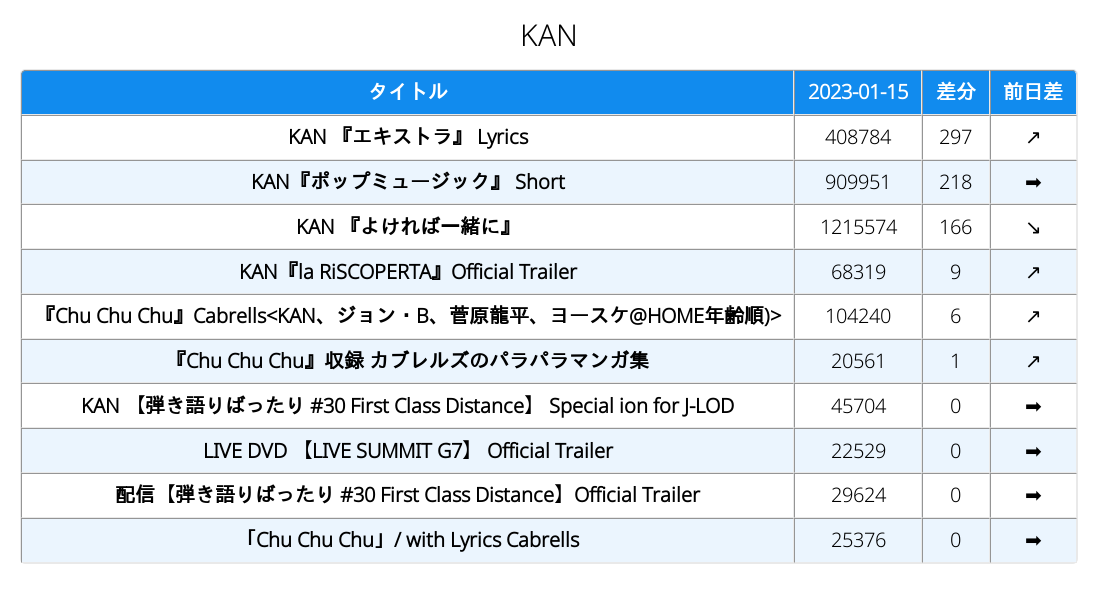 KAN
タイトル 2023-01-15 差分 前日差
KAN 『エキストラ』 Lyrics 408784 297 ↗
KAN『ポップミュージック』 Short 909951 218 ➡
KAN 『よければ一緒に』 1215574 166 ↘
KAN『la RiSCOPERTA』Official Trailer 68319 9 ↗
『Chu Chu Chu』Cabrells<KAN、ジョン・B、菅原龍平、ヨースケ@HOME年齢順)> 104240 6 ↗
『Chu Chu Chu』収録 カブレルズのパラパラマンガ集 20561 1 ↗
KAN 【弾き語りばったり #30 First Class Distance】 Special ion for J-LOD 45704 0 ➡
LIVE DVD 【LIVE SUMMIT G7】 Official Trailer 22529 0 ➡
配信【弾き語りばったり #30 First Class Distance】Official Trailer 29624 0 ➡
「Chu Chu Chu」/ with Lyrics Cabrells 25376 0 ➡